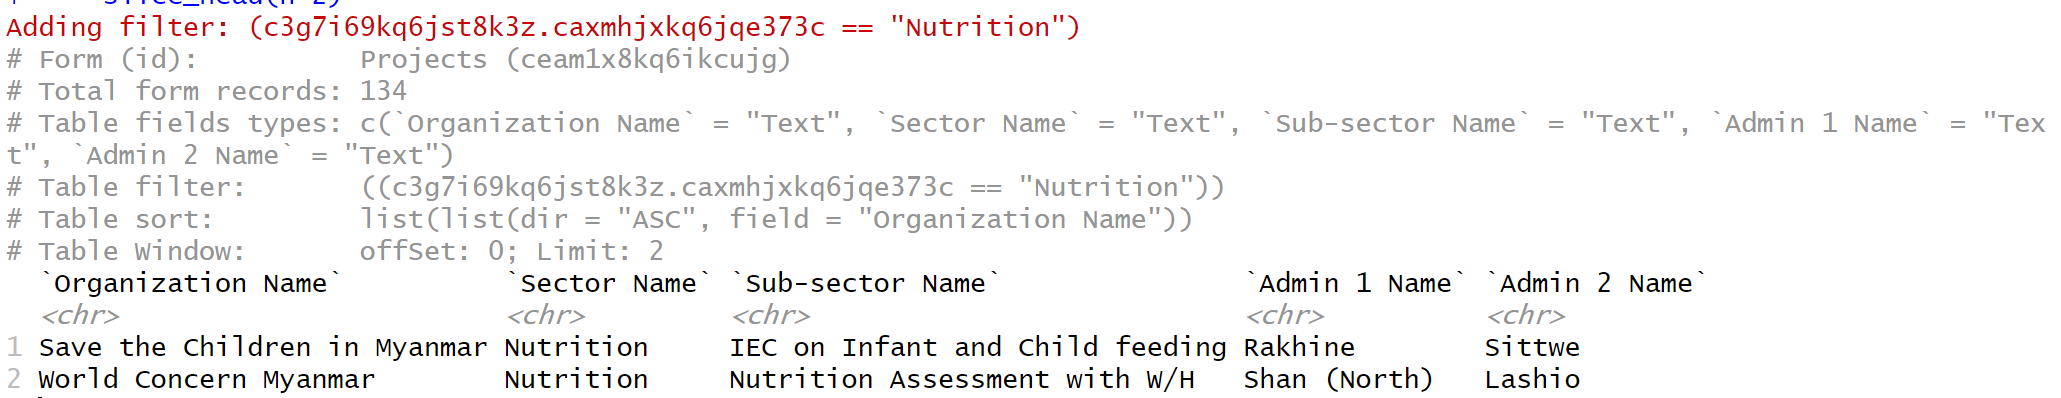 +     slice_head(n=2)
Adding filter: (c3g7i69kq6jst8k3z.caxmhjxkq6jqe373c == "Nutrition")
# Form (id):          Projects (ceam1x8kq6ikcujg)
# Total form records: 134
# Table fields types: c(`Organization Name` = "Text", `Sector Name` = "Text", `Sub-sector Name` = "Text", `Admin 1 Name` = "Tex
t", `Admin 2 Name` = "Text")
# Table filter:       ((c3g7i69kq6jst8k3z.caxmhjxkq6jqe373c == "Nutrition"))
# Table sort:         list(list(dir = "ASC", field = "Organization Name"))
# Table Window:       offSet: 0; Limit: 2
  `Organization Name`          `Sector Name` `Sub-sector Name`               `Admin 1 Name` `Admin 2 Name`
  <chr>                        <chr>         <chr>                           <chr>          <chr>
1 Save the Children in Myanmar Nutrition     IEC on Infant and Child feeding Rakhine        Sittwe
2 World Concern Myanmar        Nutrition     Nutrition Assessment with W/H   Shan (North)   Lashio